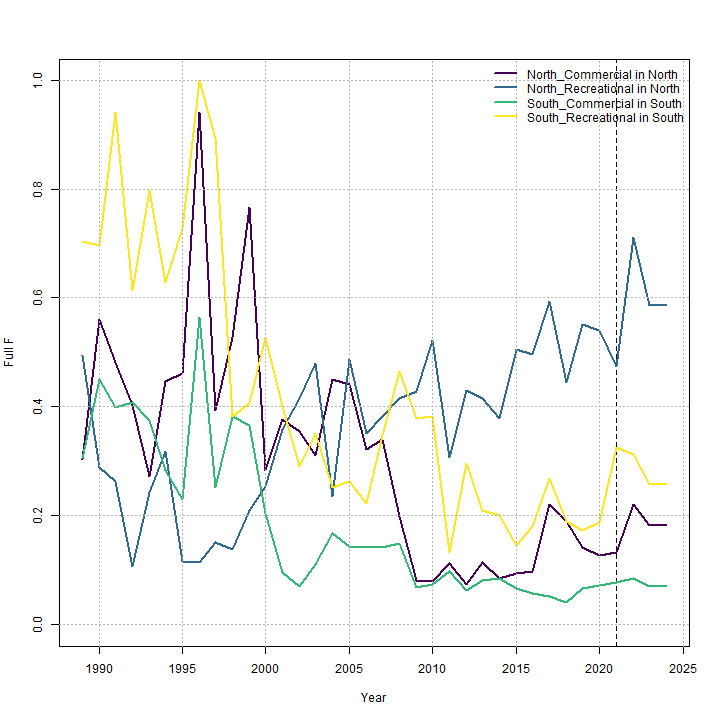 North_Commercial in North
North_Recreational in North
South_Commercial in South
South_Recreational in South
Full F
1.0
0.8
0.6
0.4
0.2
0.0
1990 1995 2000 2005 2010 2015 2020 2025
Year